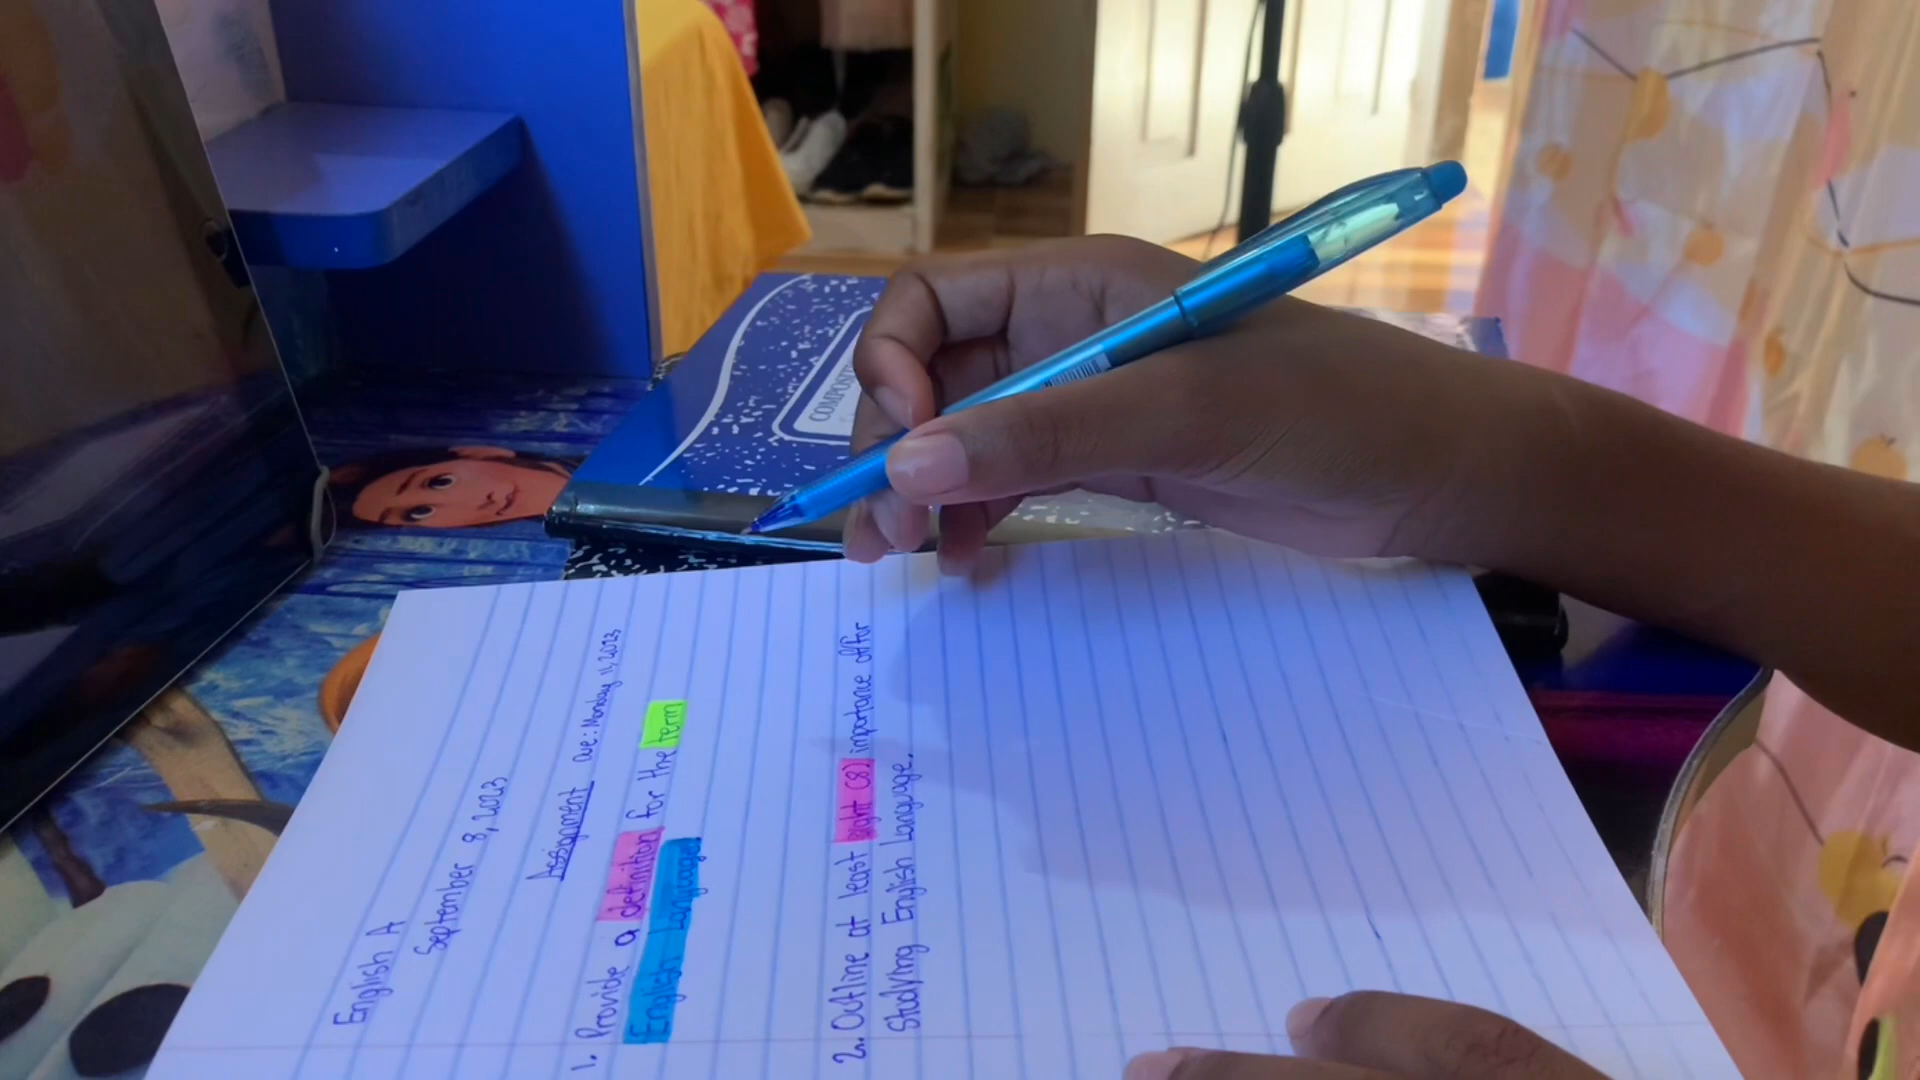 English A
September 8, 2023
Assignment due: Monday 11, 2023
1. Provide a definition for the term
English Language.
2. Outline at least eight (8) importance of/for
Studying English Language.